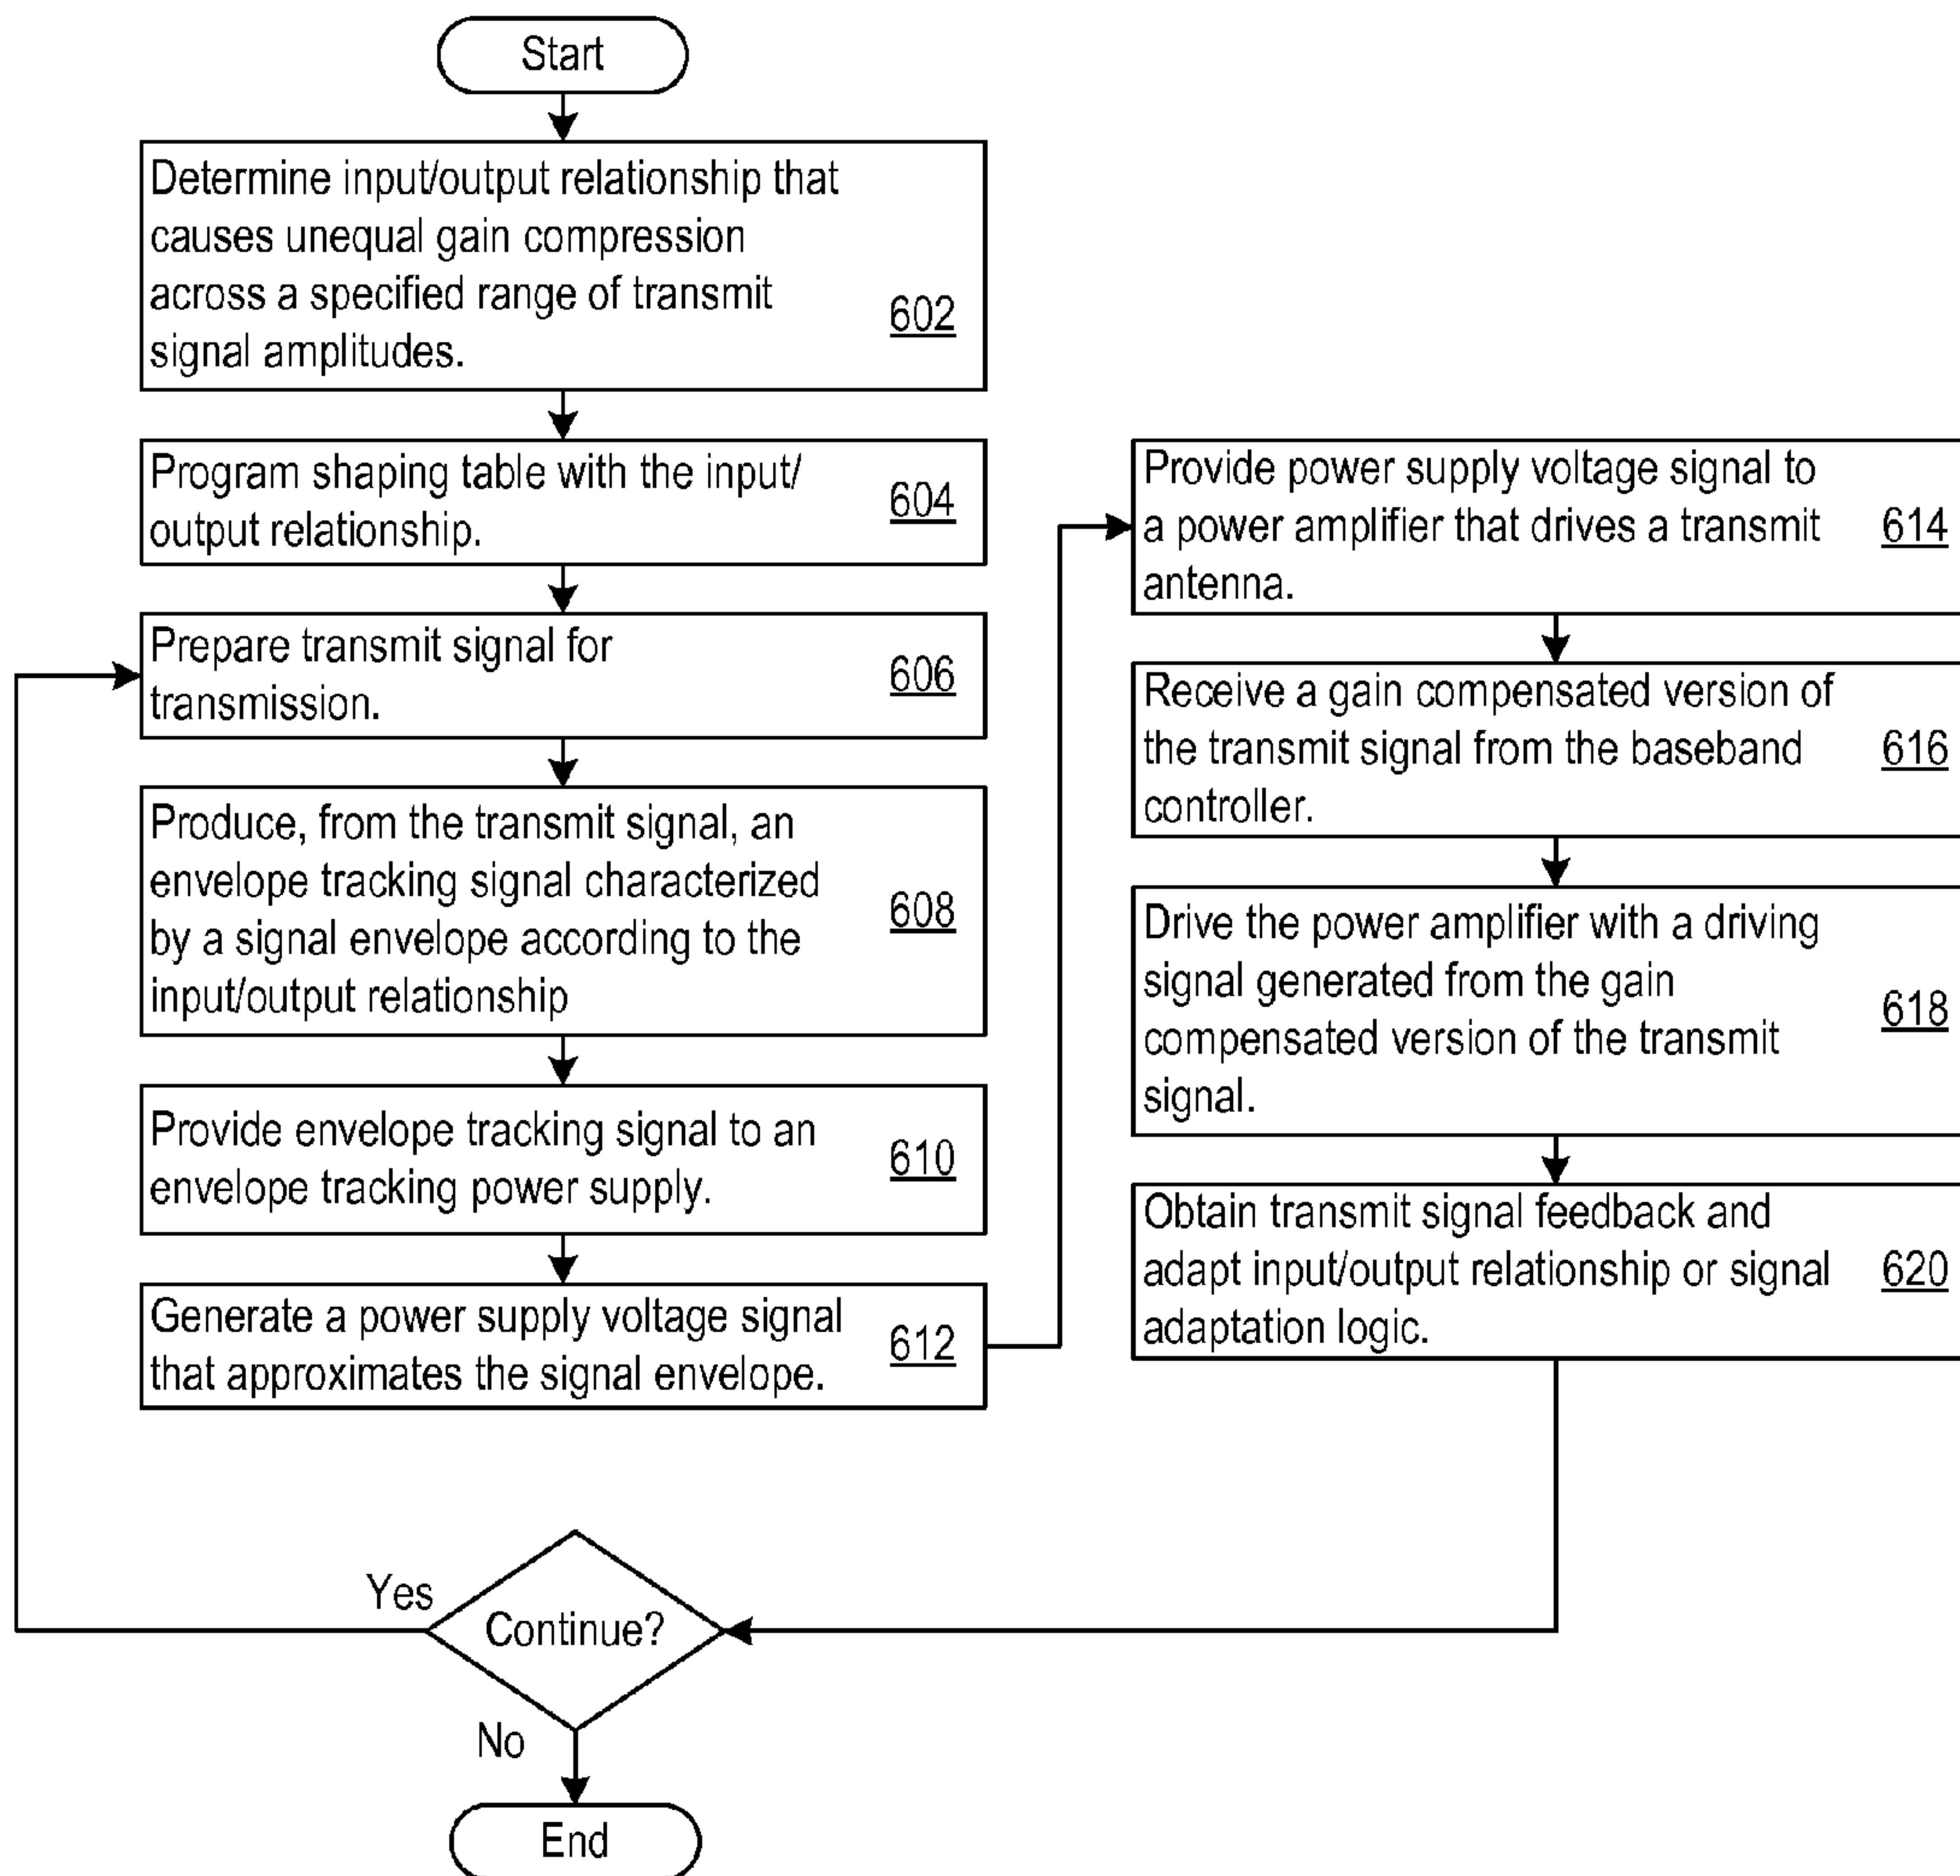 Start
Determine input/output relationship that
causes unequal gain compression
across a specified range of transmit
signal amplitudes.
602
Program shaping table with the input/
output relationship.
604
Prepare transmit signal for
transmission.
606
Produce, from the transmit signal, an
envelope tracking signal characterized
by a signal envelope according to the
input/output relationship
608
Provide envelope tracking signal to an
envelope tracking power supply.
610
Generate a power supply voltage signal
that approximates the signal envelope.
612
Provide power supply voltage signal to
a power amplifier that drives a transmit
antenna.
614
Receive a gain compensated version of
the transmit signal from the baseband
controller.
616
Drive the power amplifier with a driving
signal generated from the gain
compensated version of the transmit
signal.
618
Obtain transmit signal feedback and
adapt input/output relationship or signal
adaptation logic.
620
Yes
Continue?
No
End